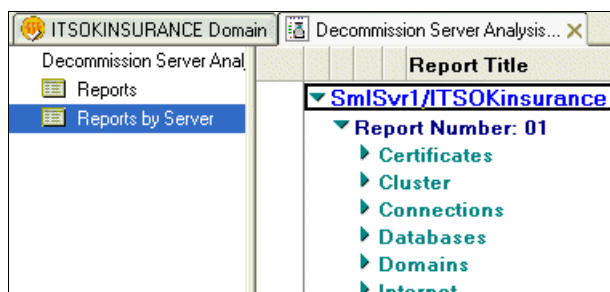 ITSOKINSURANCE Domain
Decommission Server Analysis...
Decommission Server Anal
Reports
Reports by Server
Report Title
SmlSvr1/ITSOKinsurance
Report Number: 01
Certificates
Cluster
Connections
Databases
Domains
Internet